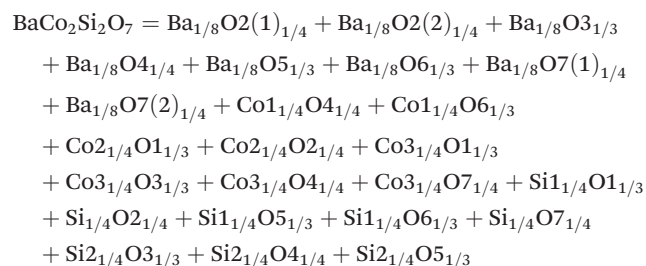 BaCo₂Si₂O₇ = Ba₁/₈O2(1)₁/₄ + Ba₁/₈O2(2)₁/₄ + Ba₁/₈O3₁/₃
+ Ba₁/₈O4₁/₄ + Ba₁/₈O5₁/₃ + Ba₁/₈O6₁/₃ + Ba₁/₈O7(1)₁/₄
+ Ba₁/₈O7(2)₁/₄ + Co1₁/₄O4₁/₄ + Co1₁/₄O6₁/₃
+ Co2₁/₄O1₁/₃ + Co2₁/₄O2₁/₄ + Co3₁/₄O1₁/₃
+ Co3₁/₄O3₁/₃ + Co3₁/₄O4₁/₄ + Co3₁/₄O7₁/₄ + Si1₁/₄O1₁/₃
+ Si₁/₄O2₁/₄ + Si1₁/₄O5₁/₃ + Si1₁/₄O6₁/₃ + Si₁/₄O7₁/₄
+ Si2₁/₄O3₁/₃ + Si2₁/₄O4₁/₄ + Si2₁/₄O5₁/₃